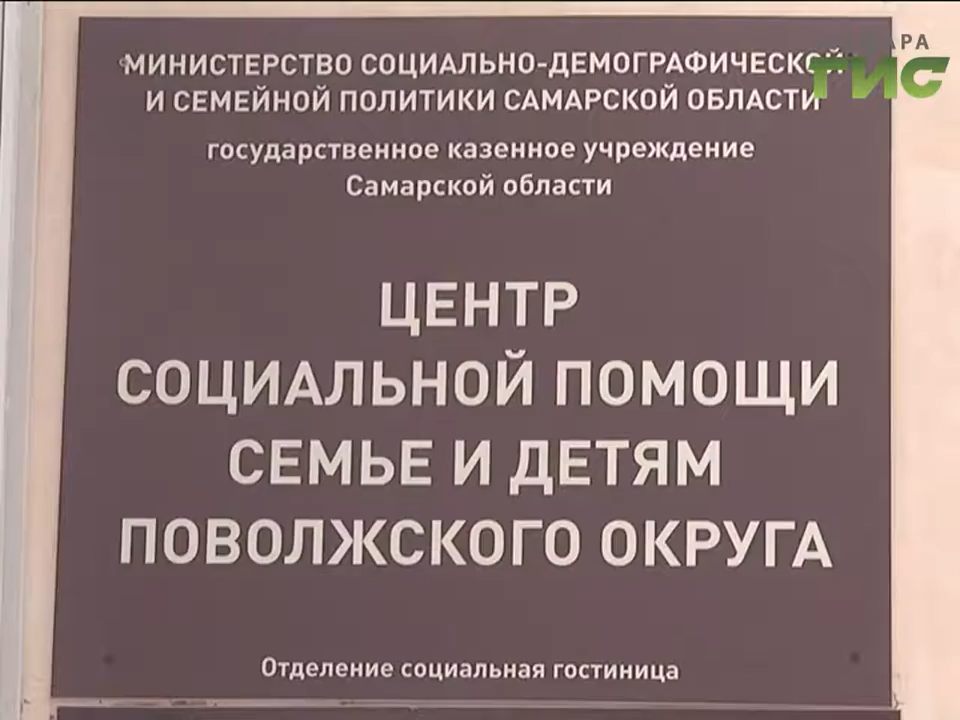 МИНИСТЕРСТВО СОЦИАЛЬНО-ДЕМОГРАФИЧЕСКОЙ
И СЕМЕЙНОЙ ПОЛИТИКИ САМАРСКОЙ ОБЛАСТИ
государственное казенное учреждение
Самарской области
ЦЕНТР
СОЦИАЛЬНОЙ ПОМОЩИ
СЕМЬЕ И ДЕТЯМ
ПОВОЛЖСКОГО ОКРУГА
Отделение социальная гостиница
ГИС